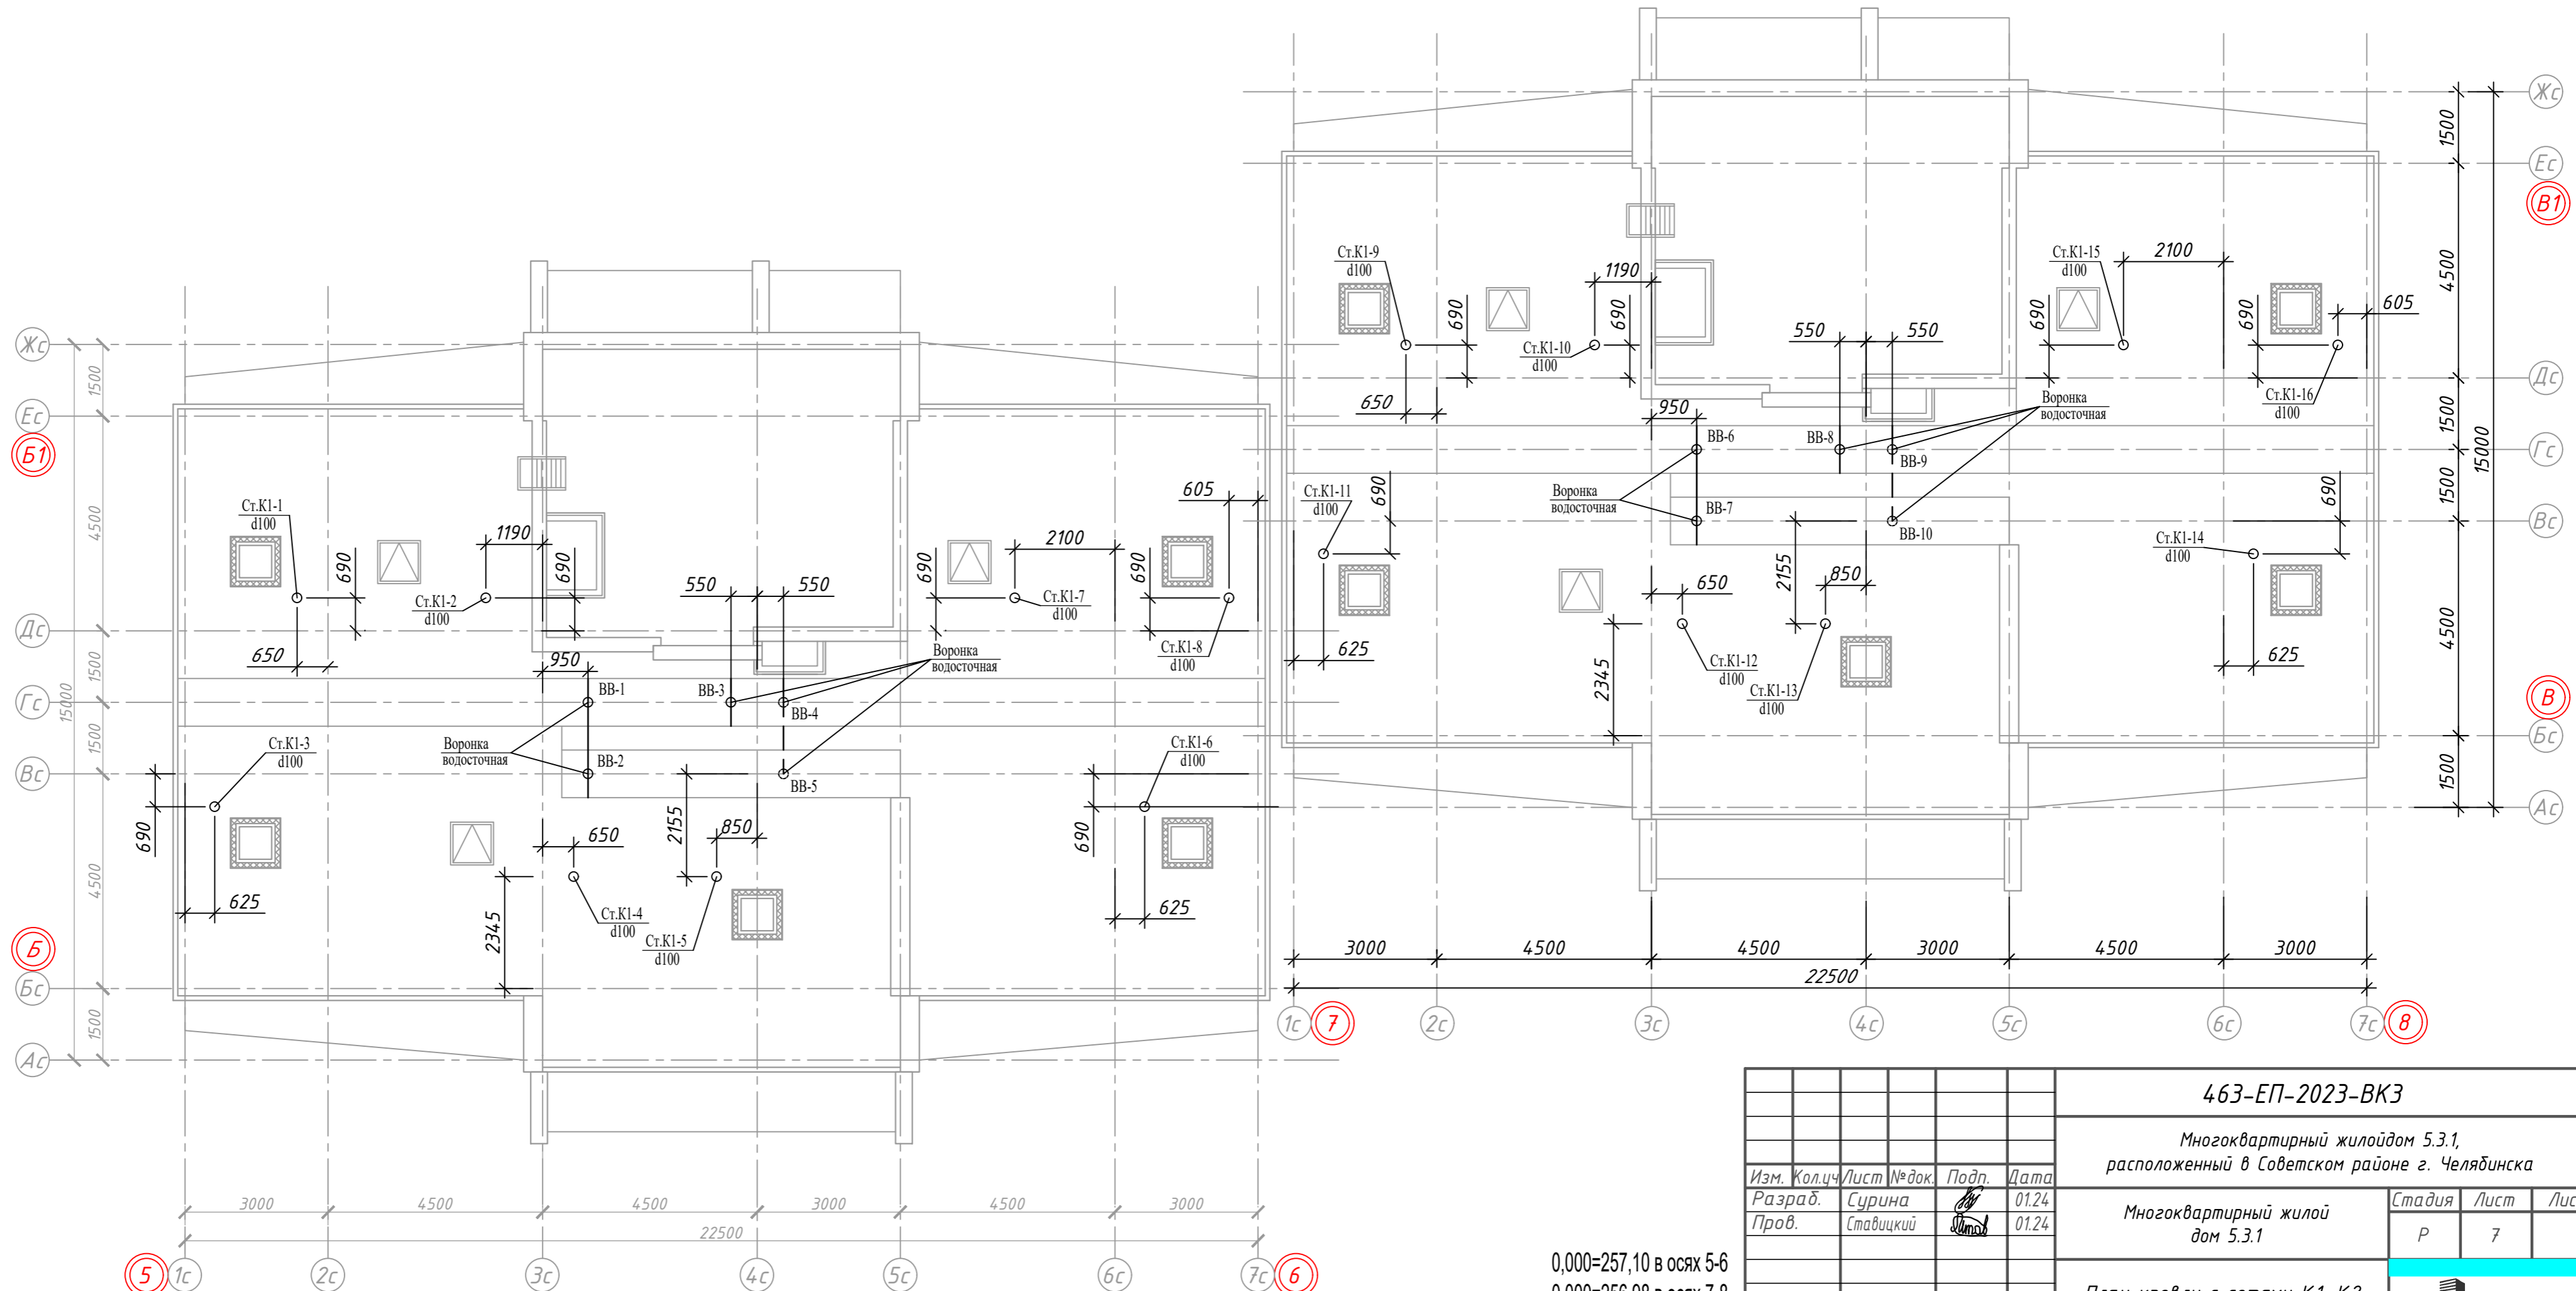 Жс
Ес
Б1
Дс
Гс
Вс
Б
Бс
Ас
1500
4500
1500
1500
4500
1500
15000
Ст.К1-1
d100
650
690
Ст.К1-2
d100
1190
690
950
550
550
Ст.К1-7
d100
690
2100
605
690
Ст.К1-8
d100
Воронка
водосточная
ВВ-1
ВВ-3
ВВ-4
Воронка
водосточная
ВВ-2
ВВ-5
Ст.К1-3
d100
690
625
2345
650
Ст.К1-4
d100
2155
850
Ст.К1-5
d100
Ст.К1-6
d100
690
625
3000
4500
4500
3000
4500
3000
22500
5
1с
2с
3с
4с
5с
6с
7с
6
Ст.К1-9
d100
650
690
Ст.К1-10
d100
1190
690
950
550
550
Ст.К1-15
d100
2100
690
690
605
Ст.К1-16
d100
Воронка
водосточная
ВВ-6
ВВ-8
ВВ-9
Воронка
водосточная
ВВ-7
ВВ-10
Ст.К1-11
d100
690
625
2345
650
Ст.К1-12
d100
2155
850
Ст.К1-13
d100
Ст.К1-14
d100
690
625
Жс
Ес
В1
Дс
Гс
Вс
В
Бс
Ас
1500
4500
1500
1500
4500
1500
15000
3000
4500
4500
3000
4500
3000
22500
1с
7
2с
3с
4с
5с
6с
7с
8
0,000=257,10 в осях 5-6
0,000=256,98 в осях 7-8
463-ЕП-2023-ВК3
Многоквартирный жилойдом 5.3.1,
расположенный в Советском районе г. Челябинска
Изм. Кол.уч Лист №док. Подп. Дата
Разраб. Сурина 01.24
Пров. Ставицкий 01.24
Многоквартирный жилой
дом 5.3.1
Стадия Лист Лис
Р 7